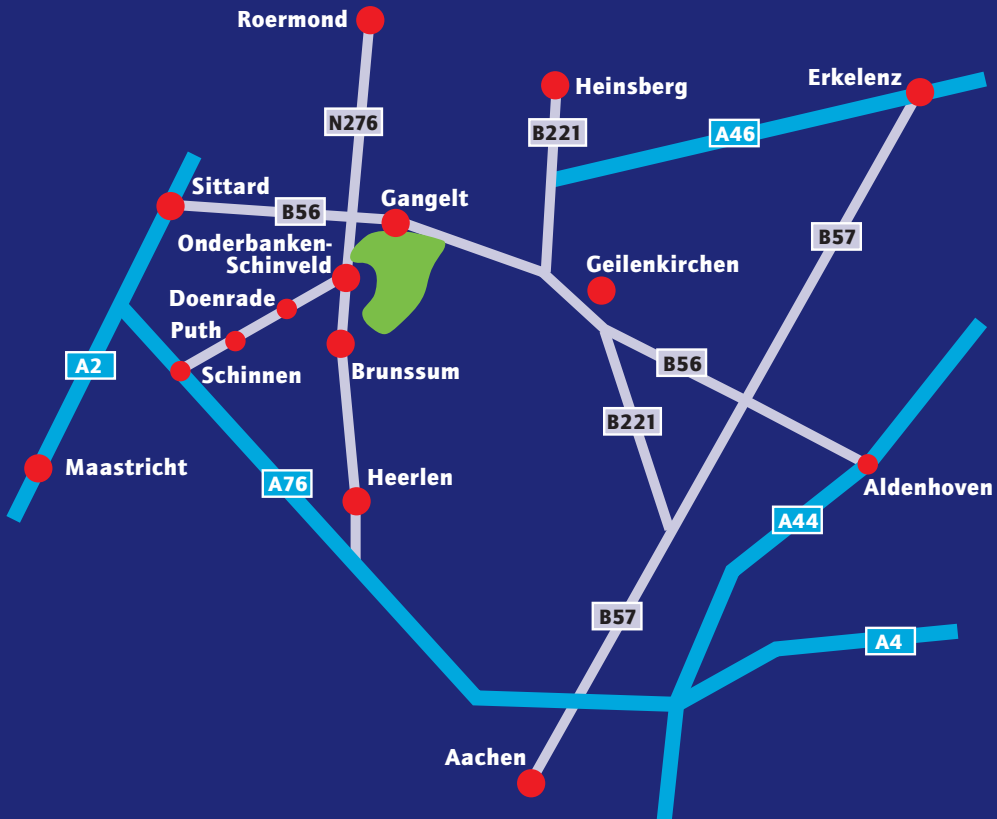 Roermond
Heinsberg
Erkelenz
N276
B221
A46
Sittard
Gangelt
B56
B57
Onderbanken-
Schinveld
Geilenkirchen
Doenrade
Puth
A2
Schinnen
Brunssum
B56
B221
Maastricht
A76
Heerlen
Aldenhoven
A44
B57
A4
Aachen